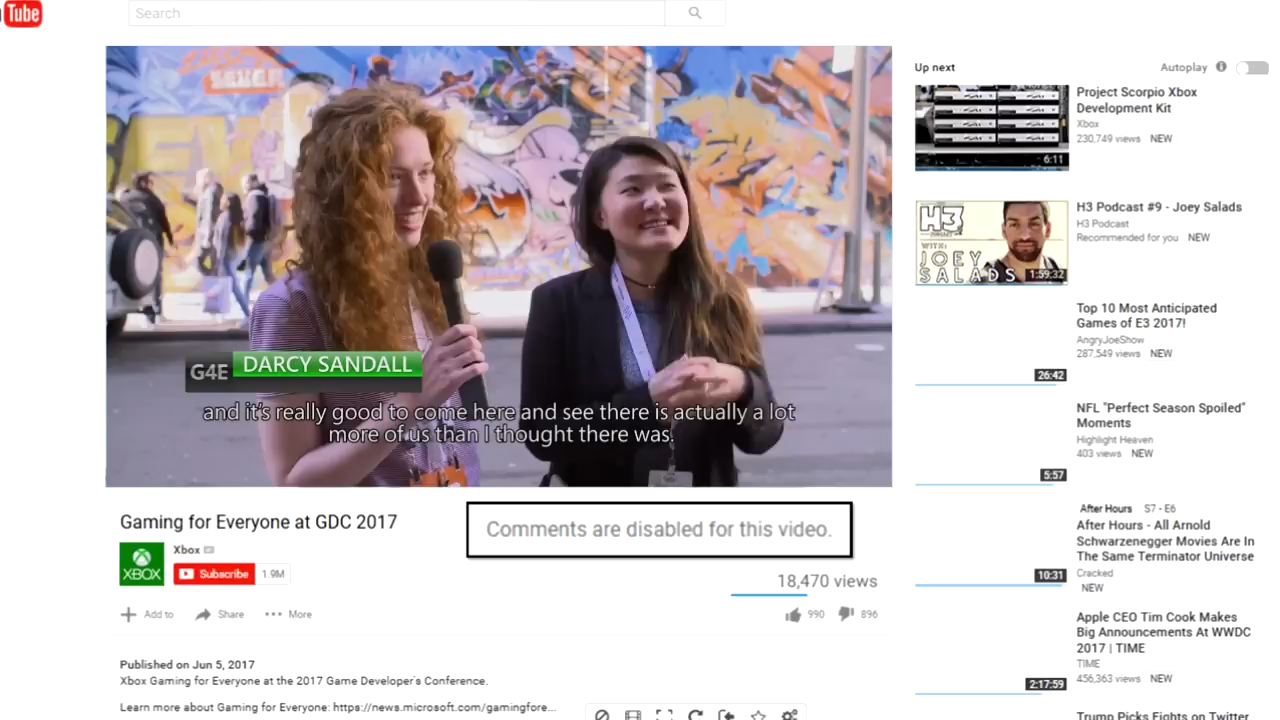 Tube
Search
SEVER
G4E
DARCY SANDALL
and it's really good to come here and see there is actually a lot
more of us than I thought there was.
Gaming for Everyone at GDC 2017
Comments are disabled for this video.
XBOX
Xbox
Subscribe
1.9M
18,470 views
Add to
Share
More
990
896
Published on Jun 5, 2017
Xbox Gaming for Everyone at the 2017 Game Developer's Conference.
Learn more about Gaming for Everyone: https://news.microsoft.com/gamingfore...
Up next
Autoplay
6:11
Project Scorpio Xbox
Development Kit
Xbox
230,749 views NEW
H3
PODCAST
WITH:
JOEY
SALADS
1:59:32
H3 Podcast #9 - Joey Salads
H3 Podcast
Recommended for you NEW
26:42
Top 10 Most Anticipated
Games of E3 2017!
AngryJoeShow
287,549 views NEW
5:57
NFL "Perfect Season Spoiled"
Moments
Highlight Heaven
403 views NEW
10:31
After Hours S7 - E6
After Hours - All Arnold
Schwarzenegger Movies Are In
The Same Terminator Universe
Cracked
NEW
2:17:59
Apple CEO Tim Cook Makes
Big Announcements At WWDC
2017 | TIME
TIME
456,363 views NEW
Trump Picks Fights on Twitter